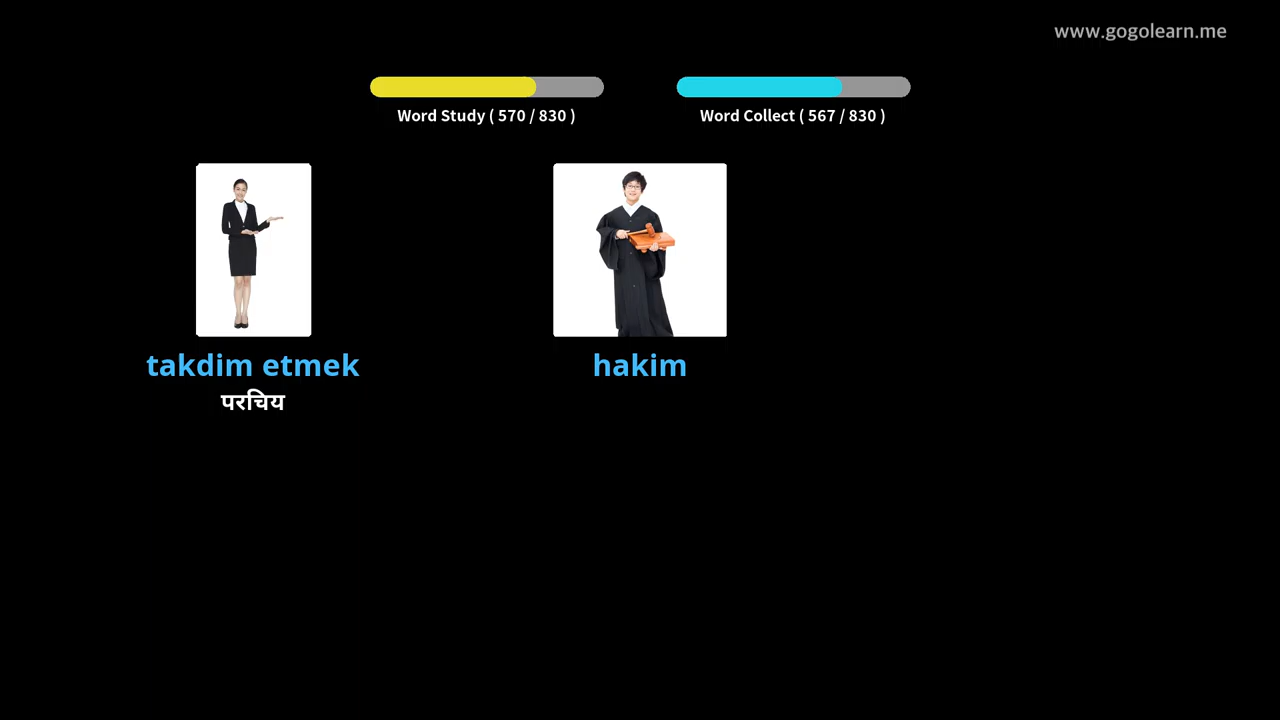 www.gogolearn.me
Word Study ( 570 / 830 )
Word Collect ( 567 / 830 )
takdim etmek
hakim
परिचय